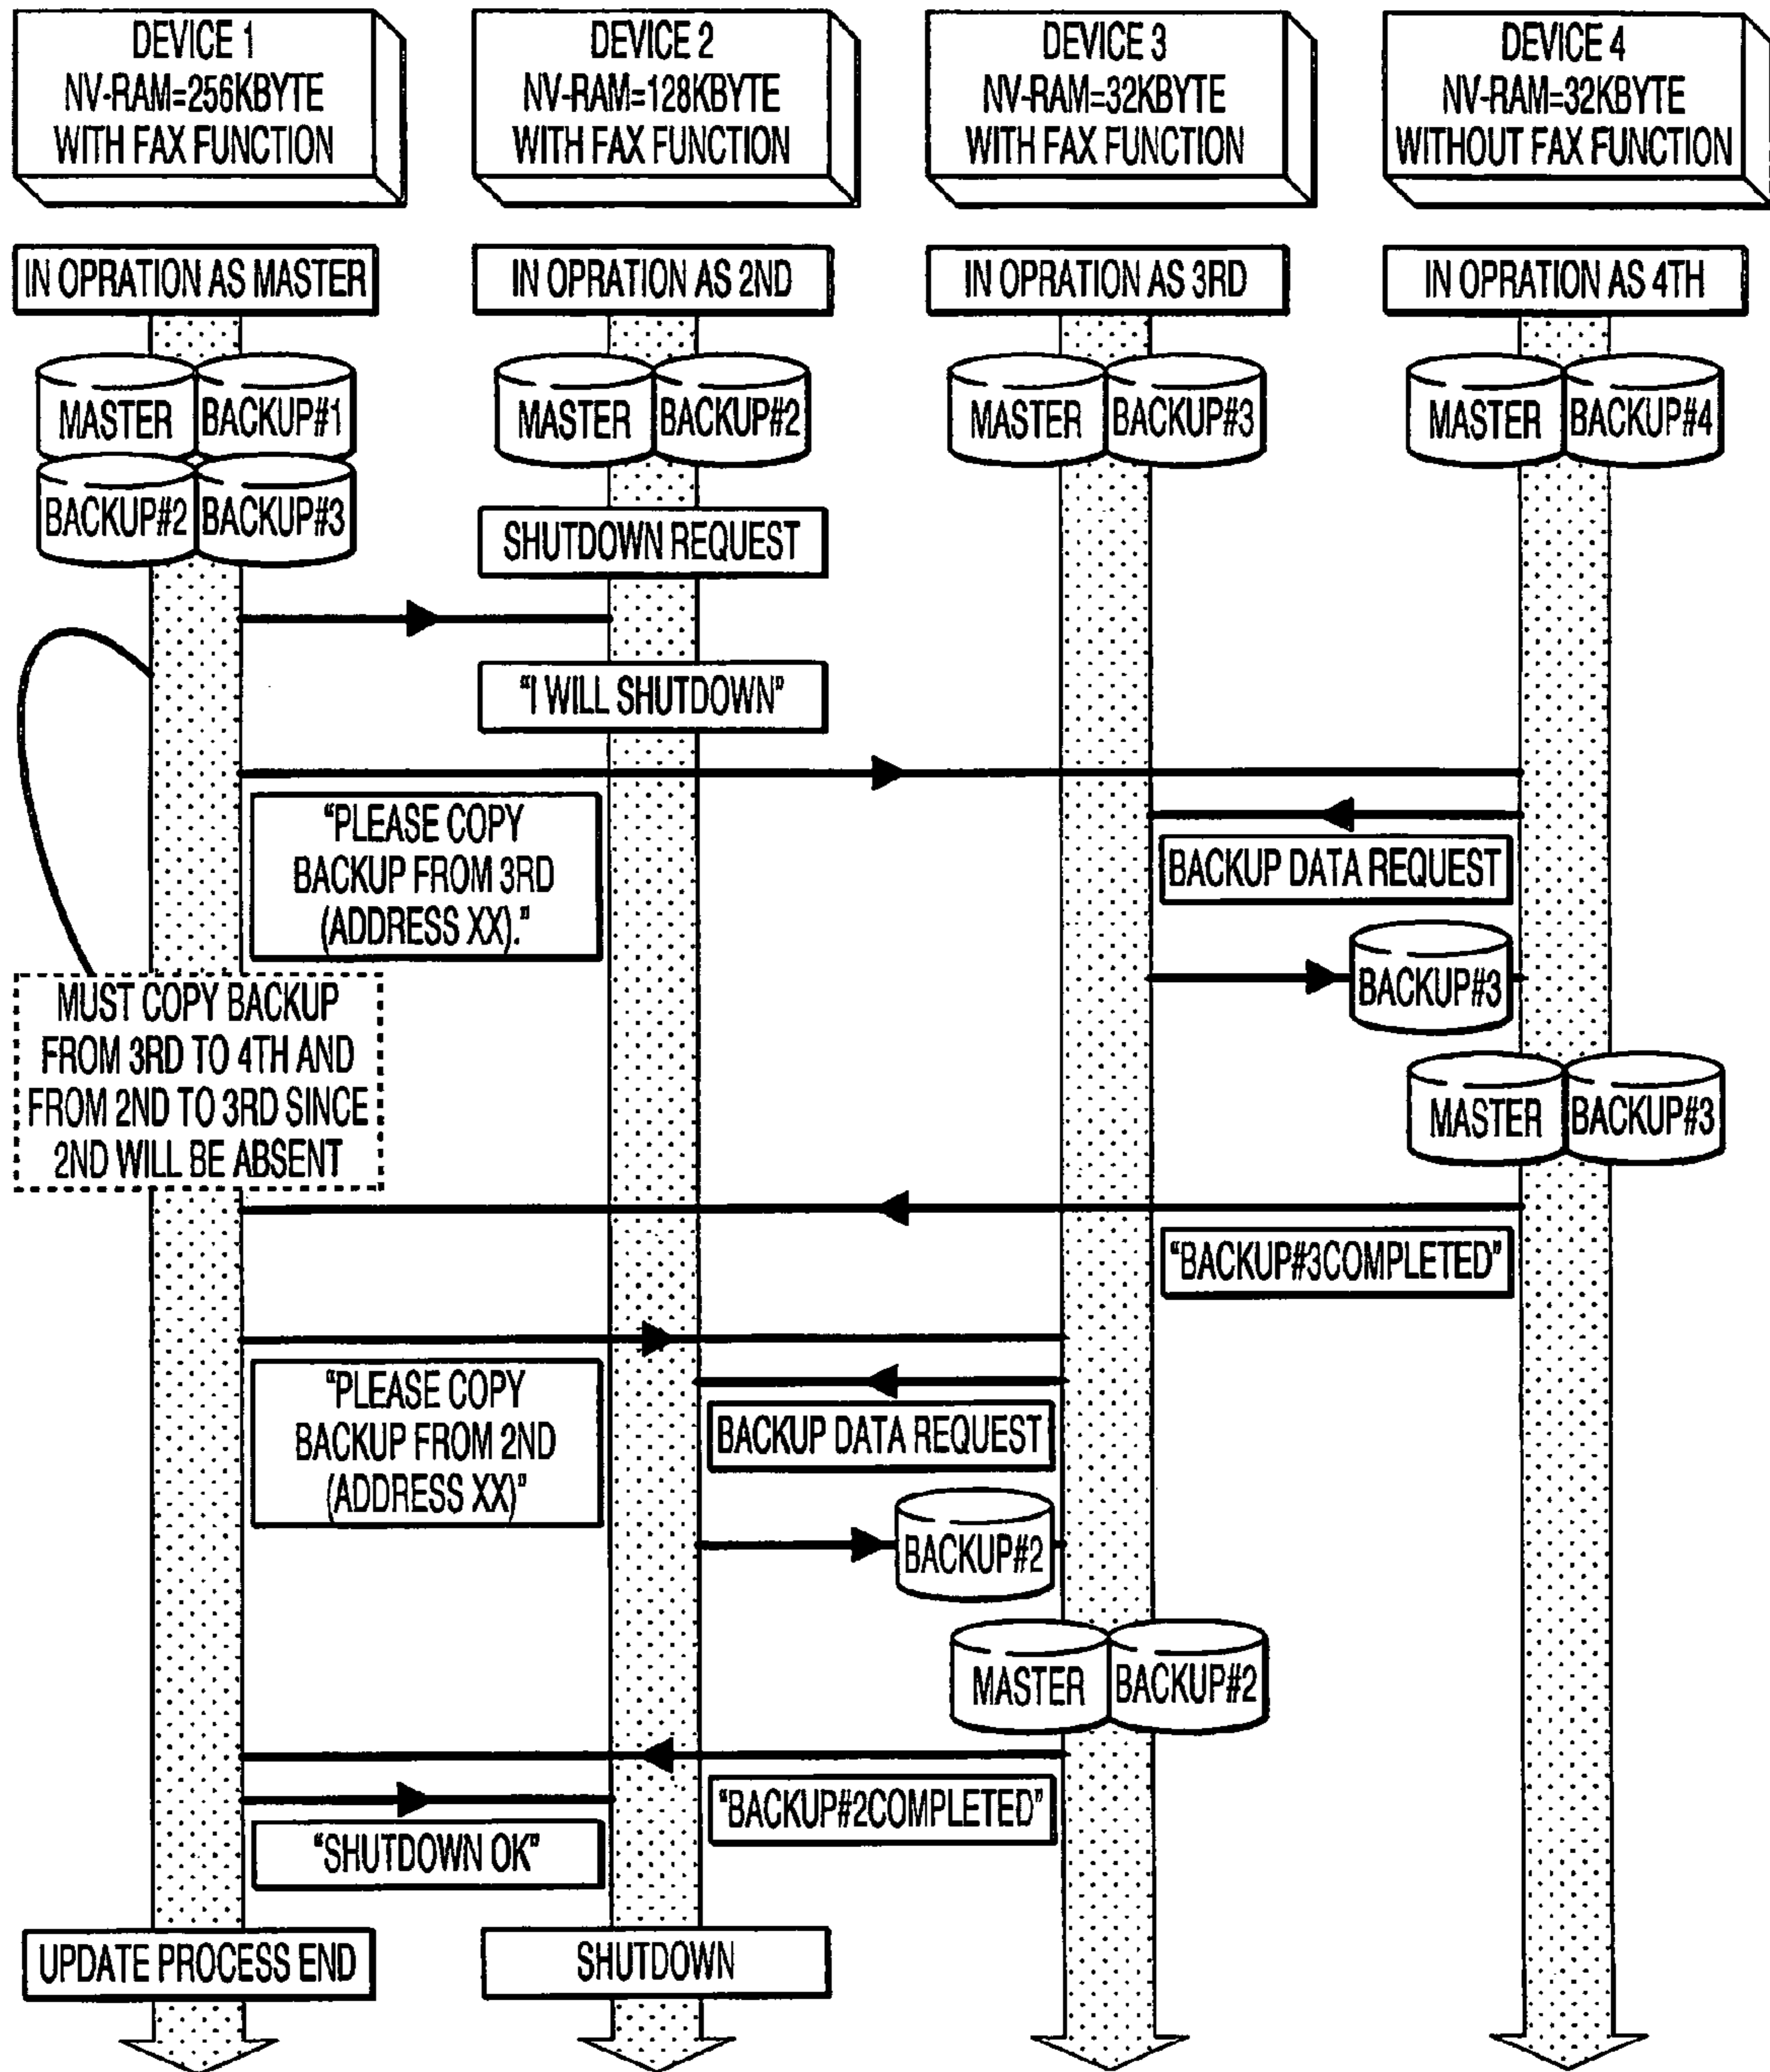 DEVICE 1
NV-RAM=256KBYTE
WITH FAX FUNCTION
DEVICE 2
NV-RAM=128KBYTE
WITH FAX FUNCTION
DEVICE 3
NV-RAM=32KBYTE
WITH FAX FUNCTION
DEVICE 4
NV-RAM=32KBYTE
WITHOUT FAX FUNCTION
IN OPRATION AS MASTER
IN OPRATION AS 2ND
IN OPRATION AS 3RD
IN OPRATION AS 4TH
MASTER
BACKUP#1
MASTER
BACKUP#2
MASTER
BACKUP#3
MASTER
BACKUP#4
BACKUP#2
BACKUP#3
SHUTDOWN REQUEST
"I WILL SHUTDOWN"
"PLEASE COPY
BACKUP FROM 3RD
(ADDRESS XX)."
BACKUP DATA REQUEST
BACKUP#3
MUST COPY BACKUP
FROM 3RD TO 4TH AND
FROM 2ND TO 3RD SINCE
2ND WILL BE ABSENT
MASTER
BACKUP#3
"BACKUP#3COMPLETED"
"PLEASE COPY
BACKUP FROM 2ND
(ADDRESS XX)"
BACKUP DATA REQUEST
BACKUP#2
MASTER
BACKUP#2
"BACKUP#2COMPLETED"
"SHUTDOWN OK"
UPDATE PROCESS END
SHUTDOWN